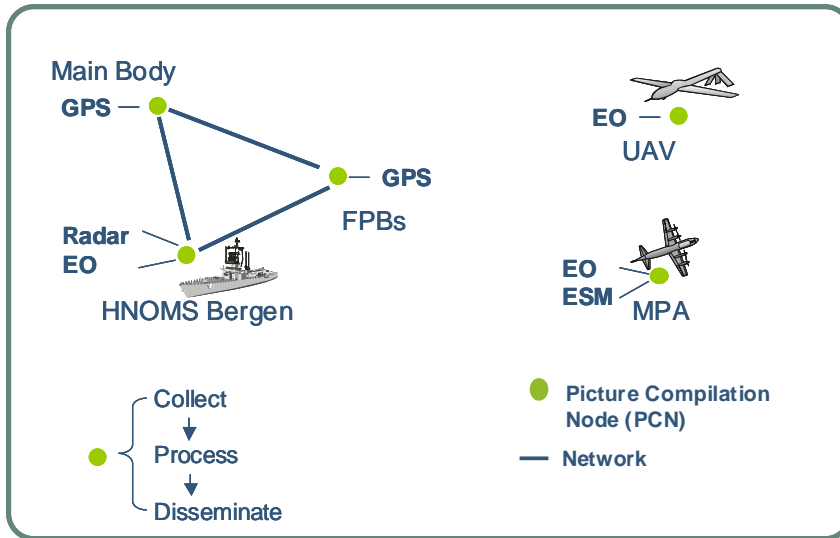 Main Body
GPS
GPS
FPBs
Radar
EO
HNOMS Bergen
EO
UAV
EO
ESM
MPA
Collect
Process
Disseminate
Picture Compilation
Node (PCN)
Network